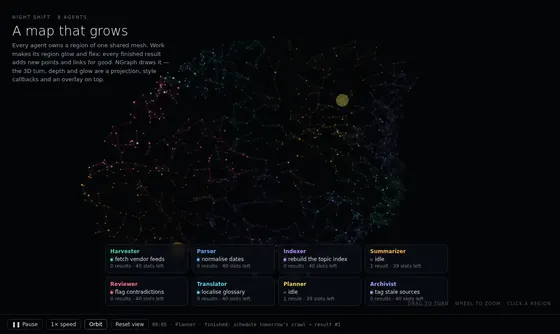 NIGHT SHIFT · 8 AGENTS
A map that grows
Every agent owns a region of one shared mesh. Work
makes its region glow and flex; every finished result
adds new points and links for good. NGraph draws it —
the 3D turn, depth and glow are a projection, style
callbacks and an overlay on top.
Harvester
fetch vendor feeds
0 results · 40 slots left
Parser
normalise dates
0 results · 40 slots left
Indexer
rebuild the topic index
0 results · 40 slots left
Summarizer
idle
1 result · 39 slots left
Reviewer
flag contradictions
0 results · 40 slots left
Translator
localise glossary
0 results · 40 slots left
Planner
idle
1 result · 39 slots left
Archivist
tag stale sources
0 results · 40 slots left
DRAG TO TURN · WHEEL TO ZOOM · CLICK A REGION
Pause
1× speed
Orbit
Reset view
00:05 · Planner finished: schedule tomorrow's crawl → result #1